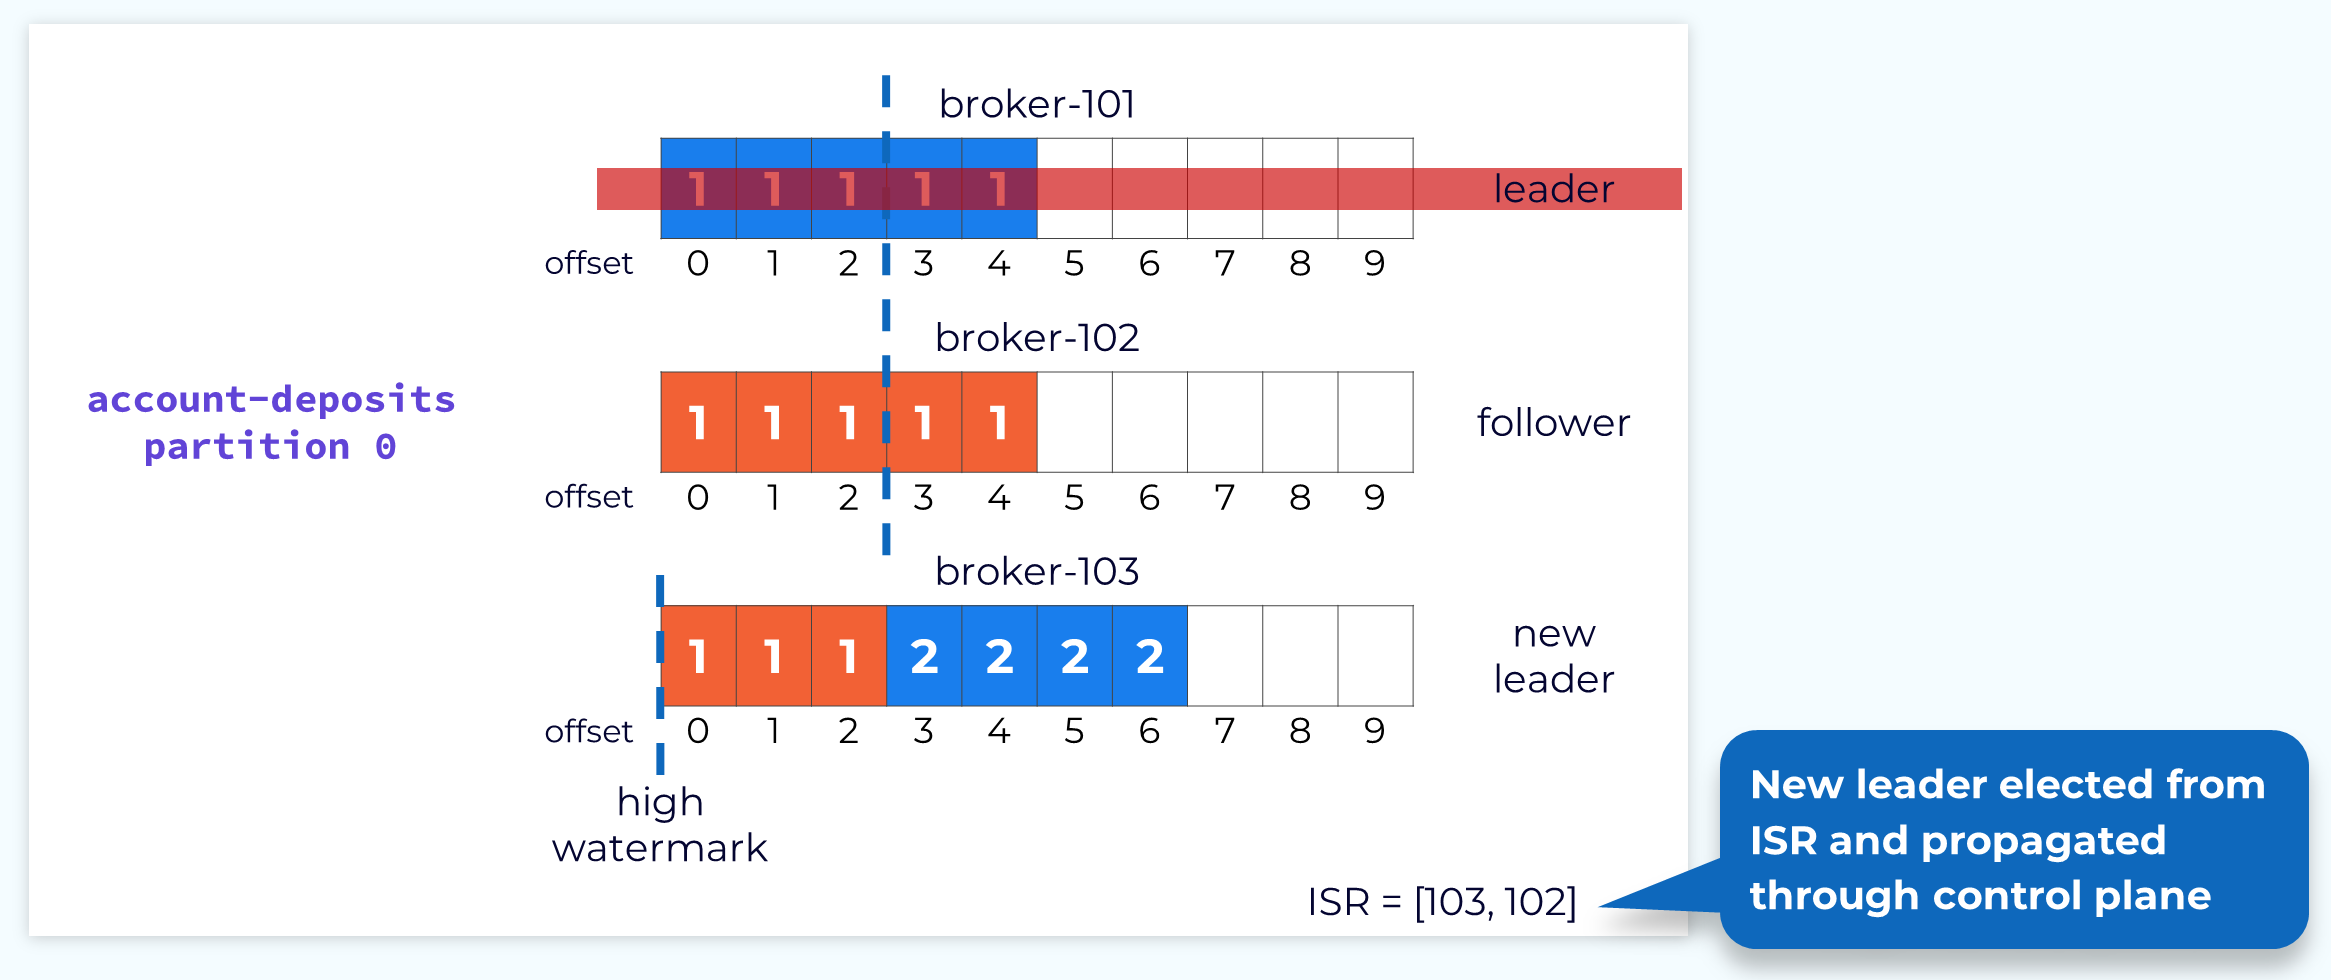 broker-101
1 1 1 1 1
leader
offset 0 1 2 3 4 5 6 7 8 9
broker-102
account-deposits
partition 0
1 1 1 1 1
follower
offset 0 1 2 3 4 5 6 7 8 9
broker-103
1 1 1 2 2 2 2
new
leader
offset 0 1 2 3 4 5 6 7 8 9
high
watermark
ISR = [103, 102]
New leader elected from
ISR and propagated
through control plane